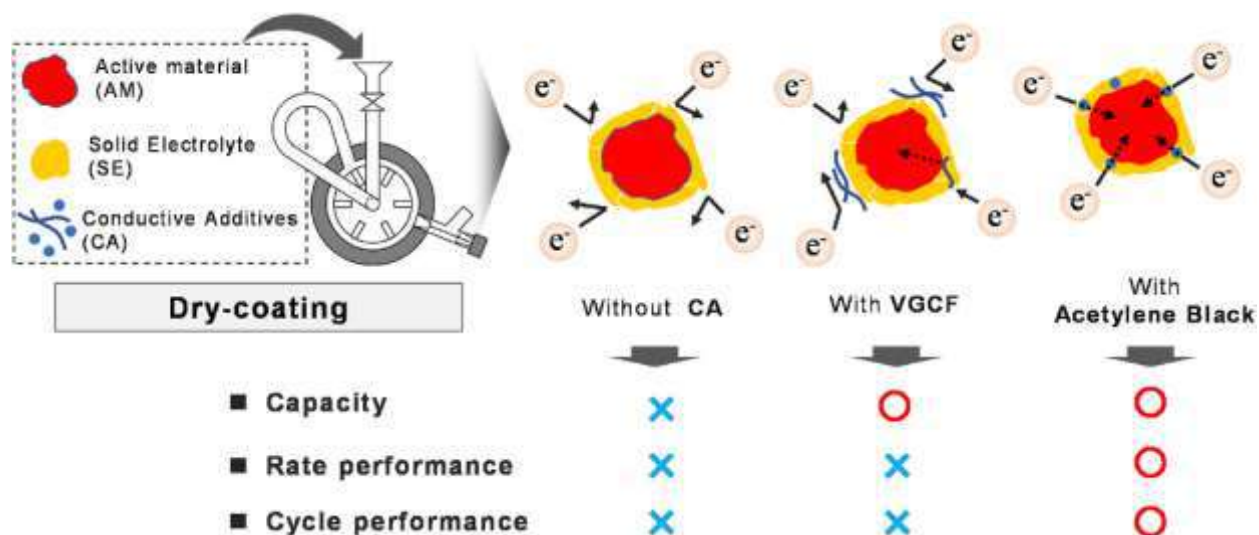 Active material
(AM)
Solid Electrolyte
(SE)
Conductive Additives
(CA)
Dry-coating
e⁻
e⁻
e⁻
e⁻
Without CA
e⁻
e⁻
e⁻
e⁻
With VGCF
e⁻
e⁻
e⁻
e⁻
With
Acetylene Black
■ Capacity
■ Rate performance
■ Cycle performance